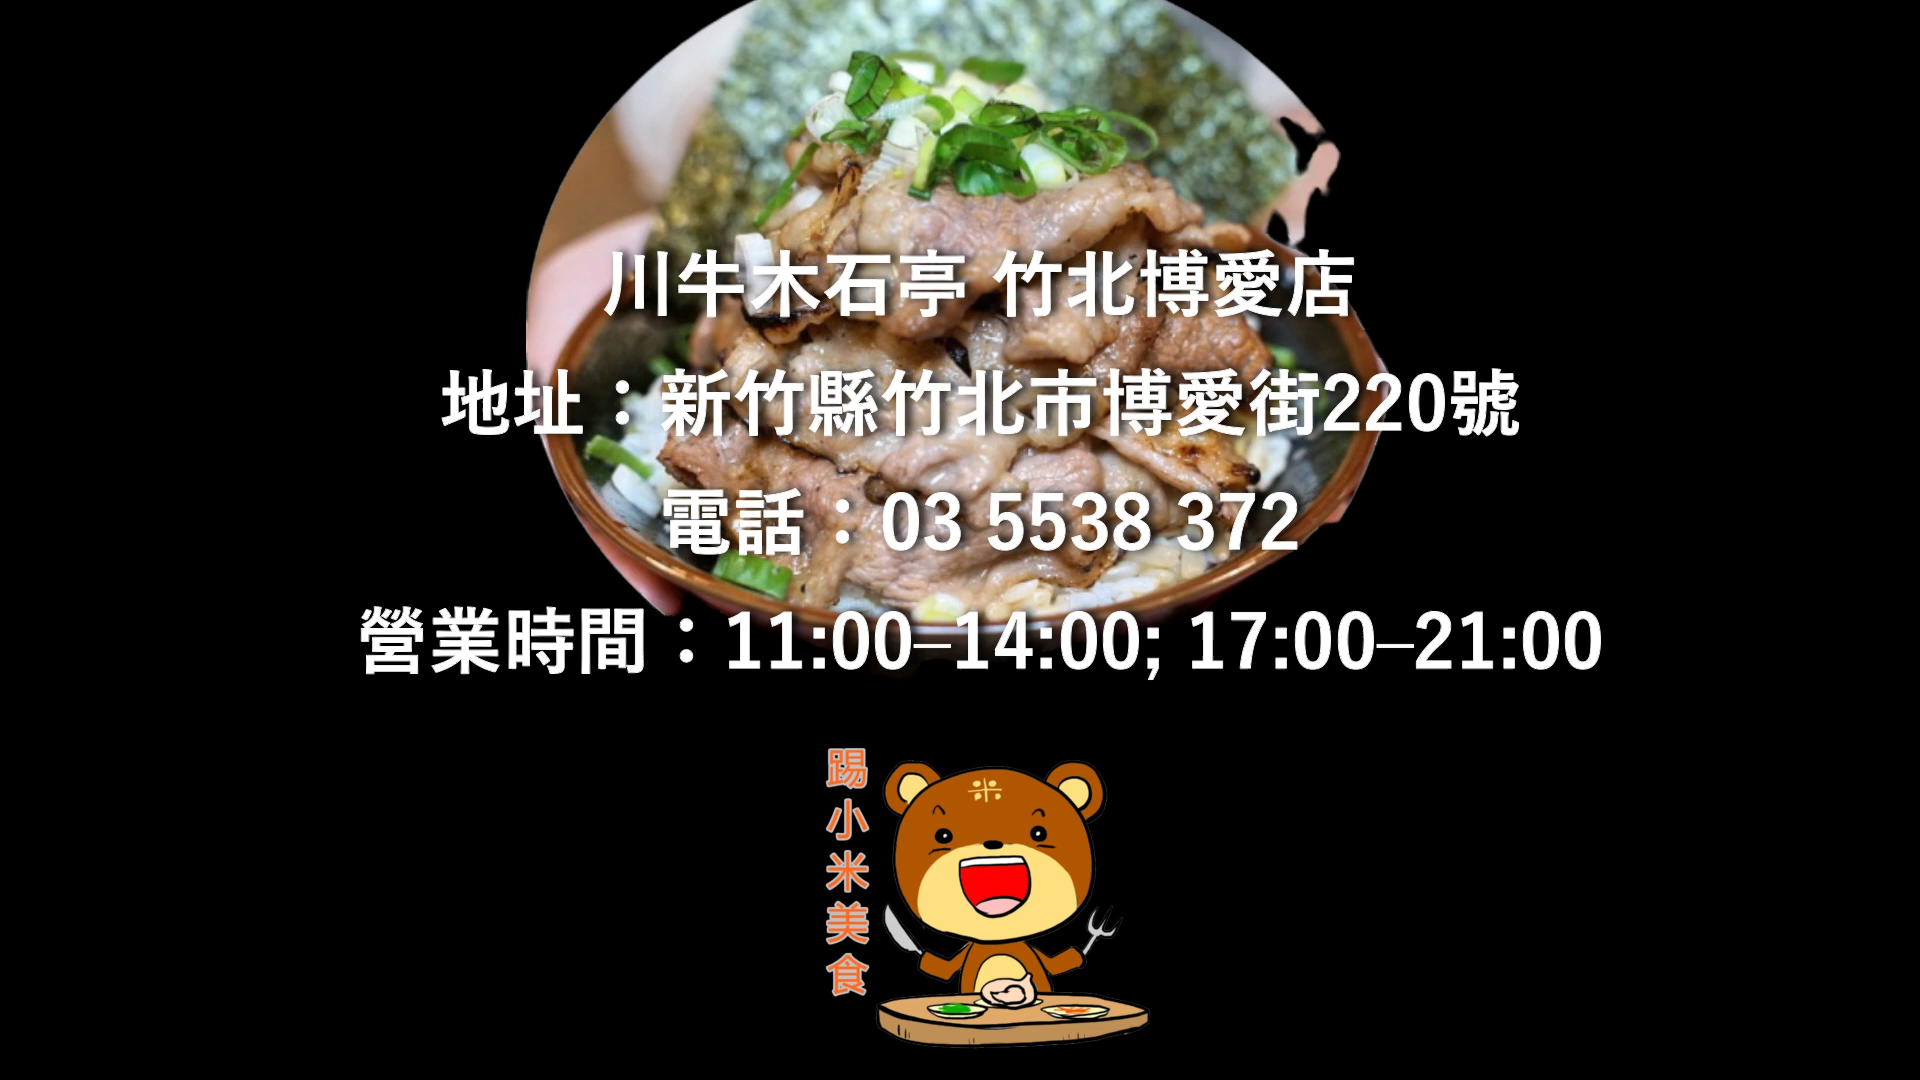 川牛木石亭 竹北博愛店
地址：新竹縣竹北市博愛街220號
電話：03 5538 372
營業時間：11:00–14:00; 17:00–21:00
踢小米美食
米